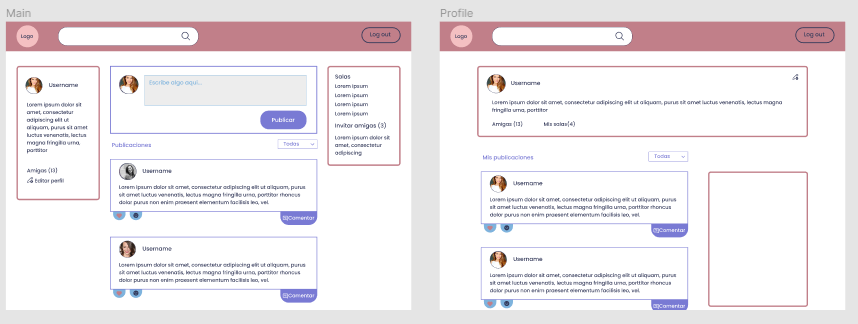 Main
Logo
Log out
Username
Lorem ipsum dolor sit
amet, consectetur
adipiscing elit ut
aliquam, purus sit
amet luctus venenatis,
lectus magna fringilla urna,
porttitor
Amigas (13)
Editar perfil
Escribe algo aquí...
Publicar
Publicaciones
Todas
Username
Lorem ipsum dolor sit amet, consectetur adipiscing elit ut aliquam, purus
sit amet luctus venenatis, lectus magna fringilla urna, porttitor rhoncus
dolor purus non enim praesent elementum facilisis leo, vel.
Comentar
Username
Lorem ipsum dolor sit amet, consectetur adipiscing elit ut aliquam, purus
sit amet luctus venenatis, lectus magna fringilla urna, porttitor rhoncus
dolor purus non enim praesent elementum facilisis leo, vel.
Comentar
Salas
Lorem ipsum
Lorem ipsum
Lorem ipsum
Lorem ipsum
Invitar amigas (3)
Lorem ipsum dolor sit
amet, consectetur
adipiscing
Profile
Logo
Log out
Username
Lorem ipsum dolor sit amet, consectetur adipiscing elit ut aliquam, purus sit amet luctus venenatis, lectus magna
fringilla urna, porttitor
Amigas (13)
Mis salas(4)
Mis publicaciones
Todas
Username
Lorem ipsum dolor sit amet, consectetur adipiscing elit ut aliquam, purus
sit amet luctus venenatis, lectus magna fringilla urna, porttitor rhoncus
dolor purus non enim praesent elementum facilisis leo, vel.
Comentar
Username
Lorem ipsum dolor sit amet, consectetur adipiscing elit ut aliquam, purus
sit amet luctus venenatis, lectus magna fringilla urna, porttitor rhoncus
dolor purus non enim praesent elementum facilisis leo, vel.
Comentar